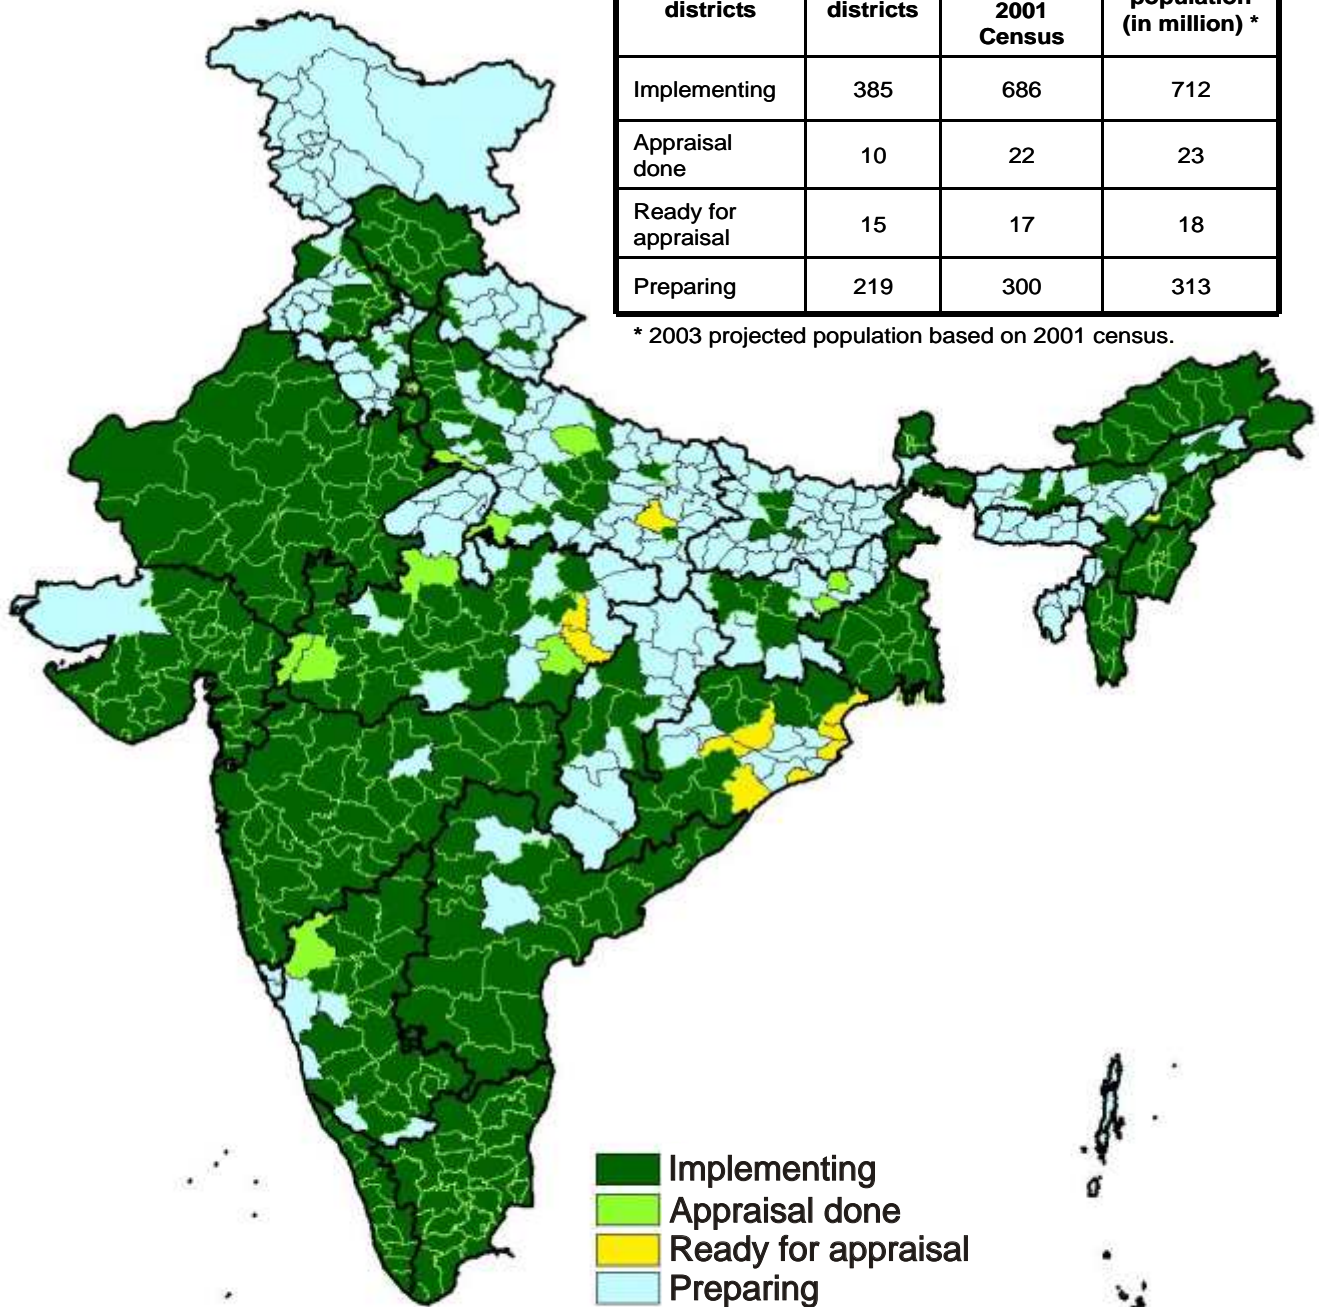 districts districts 2001 population
Census (in million) *
Implementing 385 686 712
Appraisal
done 10 22 23
Ready for
appraisal 15 17 18
Preparing 219 300 313
* 2003 projected population based on 2001 census.
Implementing
Appraisal done
Ready for appraisal
Preparing